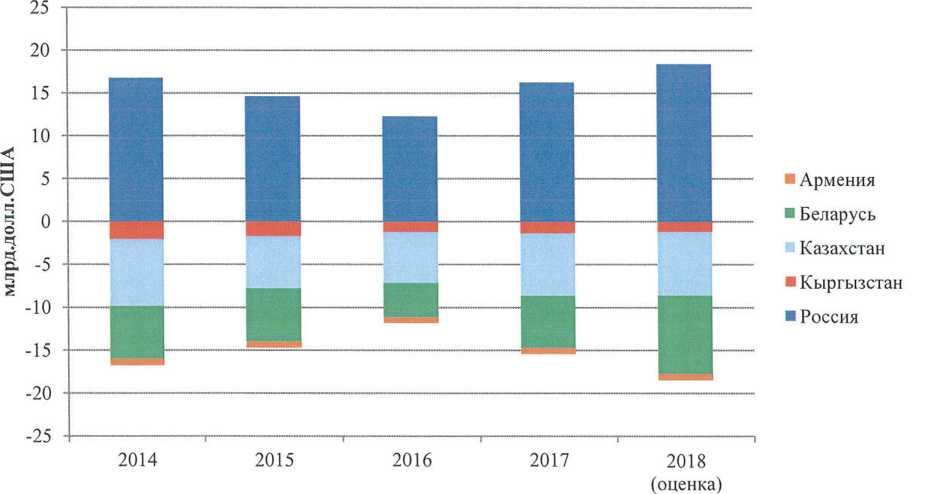 25
20
15
10
5
0
-5
-10
-15
-20
-25
млрд.долл.США
2014
2015
2016
2017
2018
(оценка)
Армения
Беларусь
Казахстан
Кыргызстан
Россия